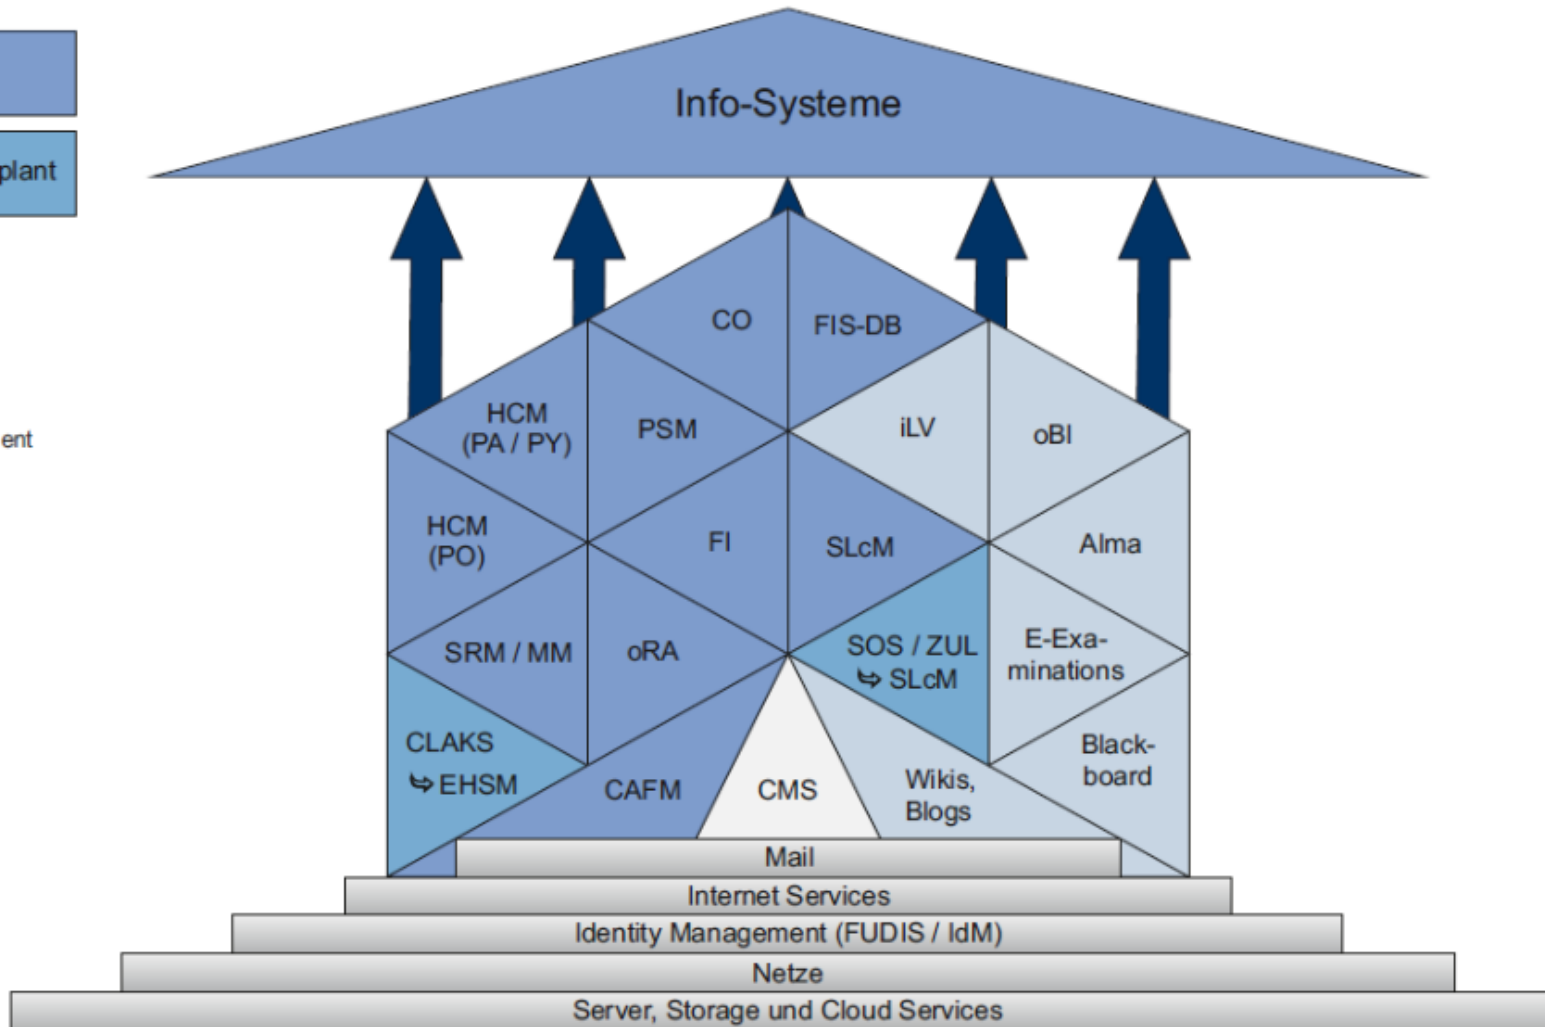 Info-Systeme
plant
ent
CO
FIS-DB
HCM
(PA / PY)
PSM
iLV
oBI
HCM
(PO)
FI
SLcM
Alma
SRM / MM
oRA
SOS / ZUL
↪ SLcM
E-Exa-
minations
CLAKS
↪ EHSM
CAFM
CMS
Wikis,
Blogs
Black-
board
Mail
Internet Services
Identity Management (FUDIS / IdM)
Netze
Server, Storage und Cloud Services